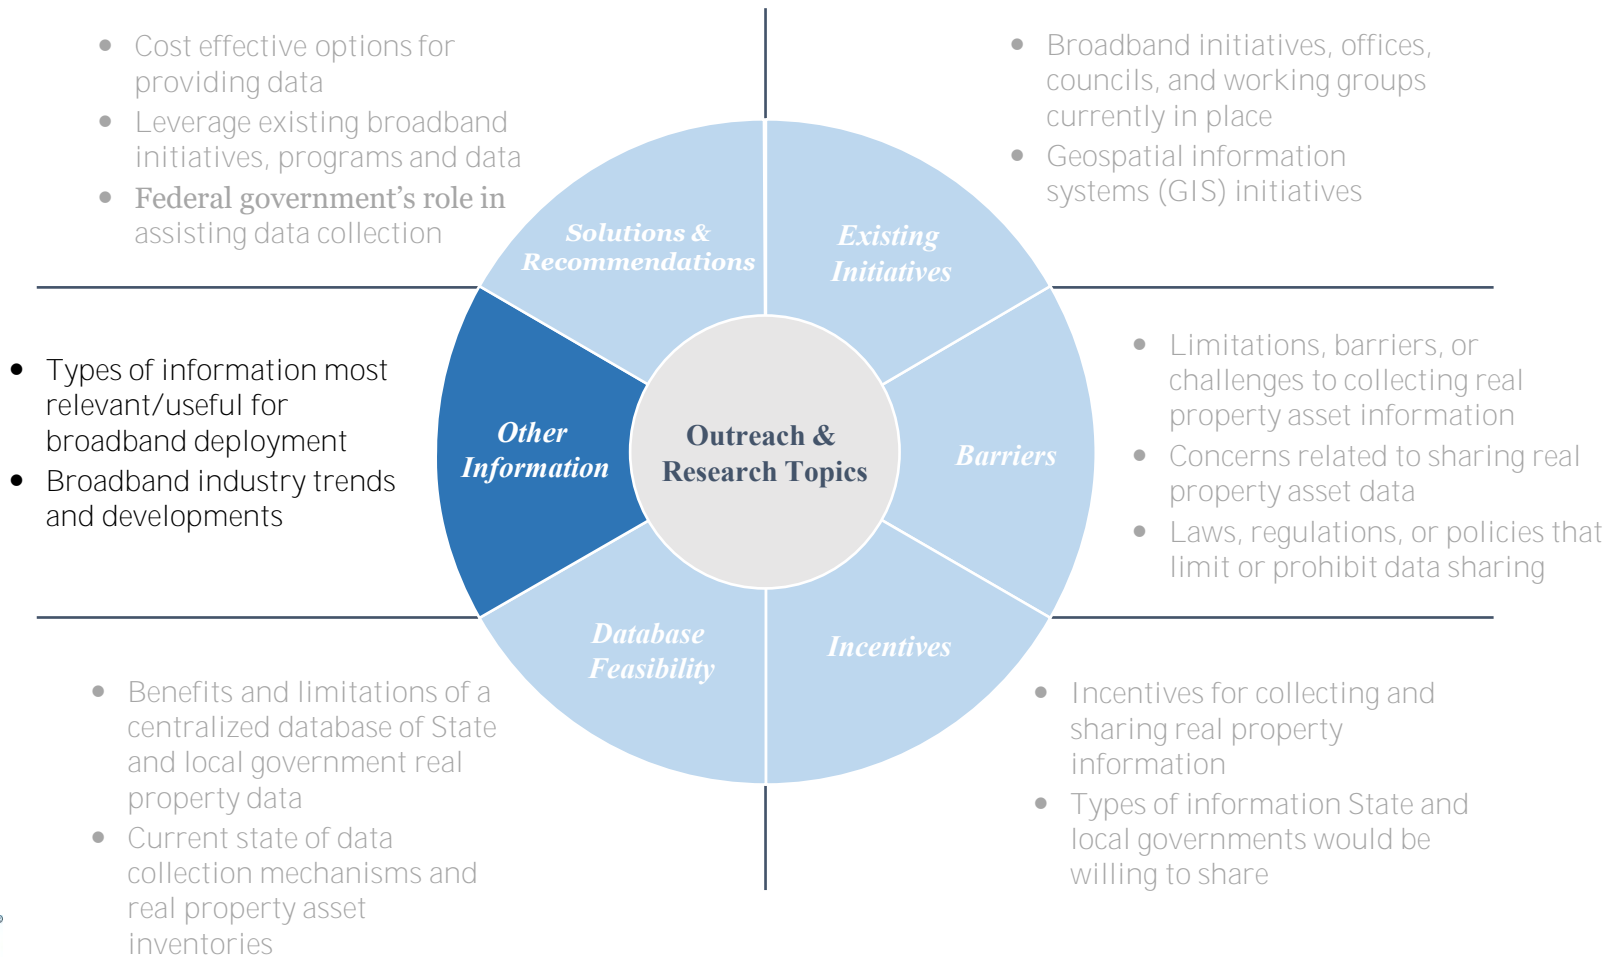 • Cost effective options for
providing data
• Leverage existing broadband
initiatives, programs and data
• Federal government’s role in
assisting data collection
• Broadband initiatives, offices,
councils, and working groups
currently in place
• Geospatial information
systems (GIS) initiatives
Solutions &
Recommendations
Existing
Initiatives
• Types of information most
relevant/useful for
broadband deployment
• Broadband industry trends
and developments
Other
Information
Outreach &
Research Topics
Barriers
• Limitations, barriers, or
challenges to collecting real
property asset information
• Concerns related to sharing real
property asset data
• Laws, regulations, or policies that
limit or prohibit data sharing
Database
Feasibility
Incentives
• Benefits and limitations of a
centralized database of State
and local government real
property data
• Current state of data
collection mechanisms and
real property asset
inventories
• Incentives for collecting and
sharing real property
information
• Types of information State and
local governments would be
willing to share